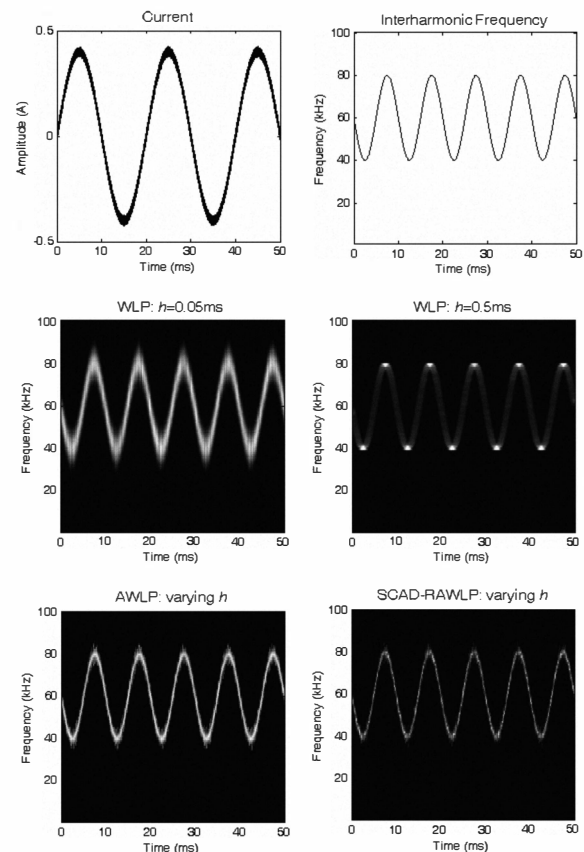 Current
0.5
0
-0.5
Amplitude (A)
0 10 20 30 40 50
Time (ms)
Interharmonic Frequency
100
80
60
40
20
Frequency (kHz)
0 10 20 30 40 50
Time (ms)
WLP: h=0.05ms
100
80
60
40
20
Frequency (kHz)
0 10 20 30 40 50
Time (ms)
WLP: h=0.5ms
100
80
60
40
20
Frequency (kHz)
0 10 20 30 40 50
Time (ms)
AWLP: varying h
100
80
60
40
20
Frequency (kHz)
0 10 20 30 40 50
Time (ms)
SCAD-RAWLP: varying h
100
80
60
40
20
Frequency (kHz)
0 10 20 30 40 50
Time (ms)